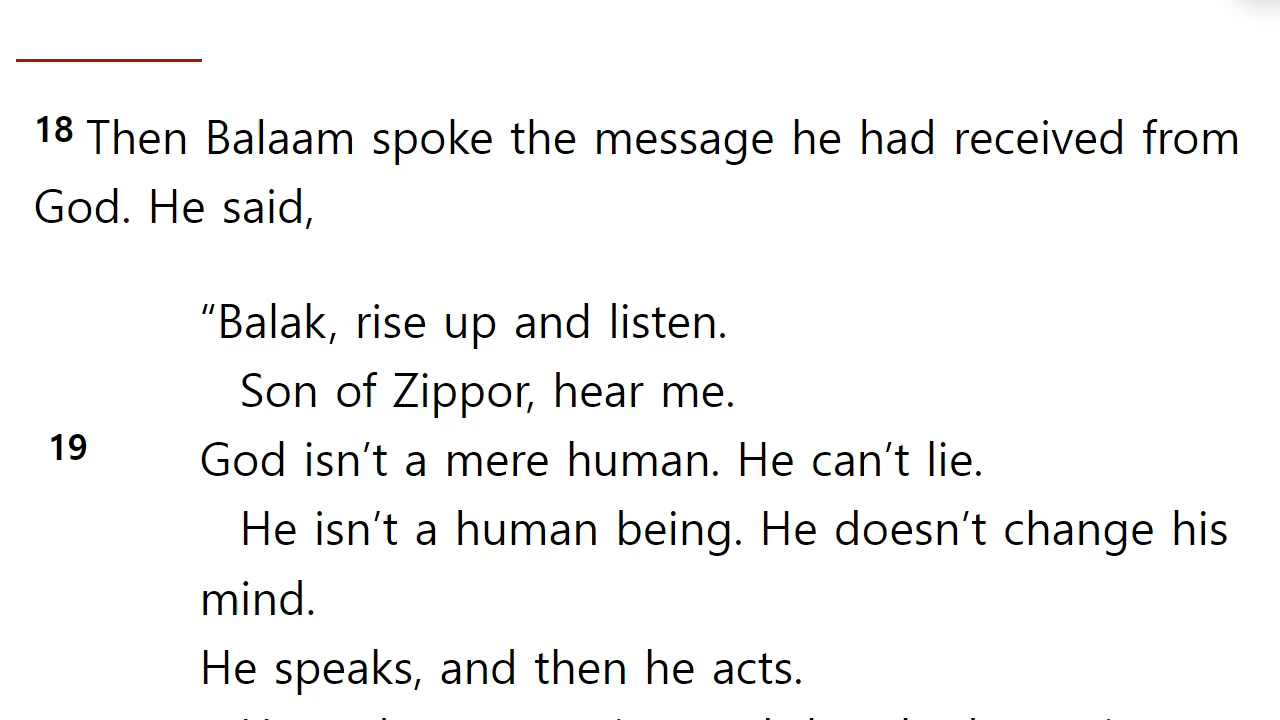 18 Then Balaam spoke the message he had received from
God. He said,
“Balak, rise up and listen.
Son of Zippor, hear me.
19 God isn’t a mere human. He can’t lie.
He isn’t a human being. He doesn’t change his
mind.
He speaks, and then he acts.